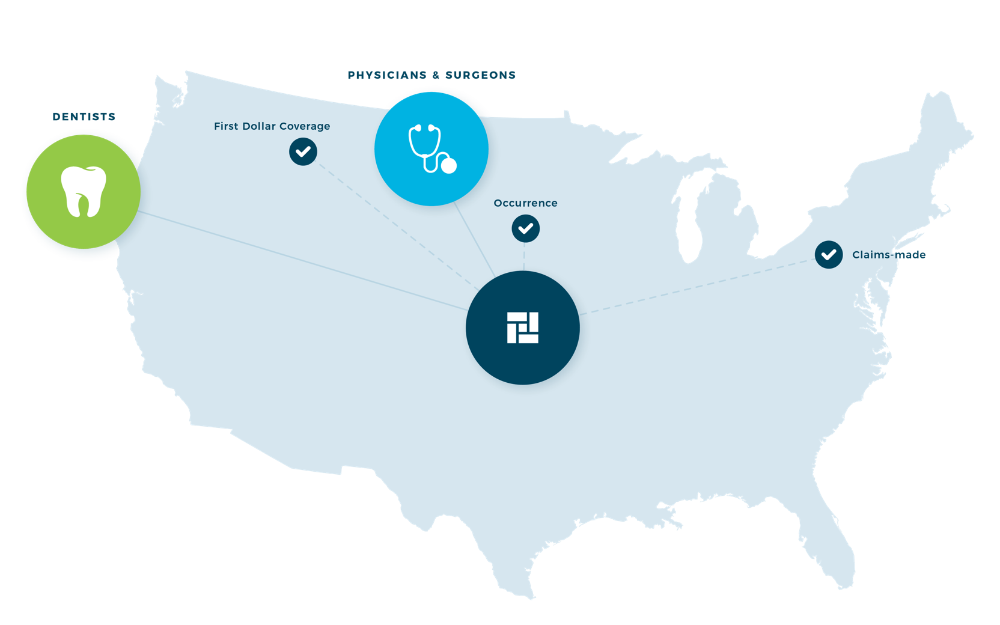 PHYSICIANS & SURGEONS
DENTISTS
First Dollar Coverage
Occurrence
Claims-made